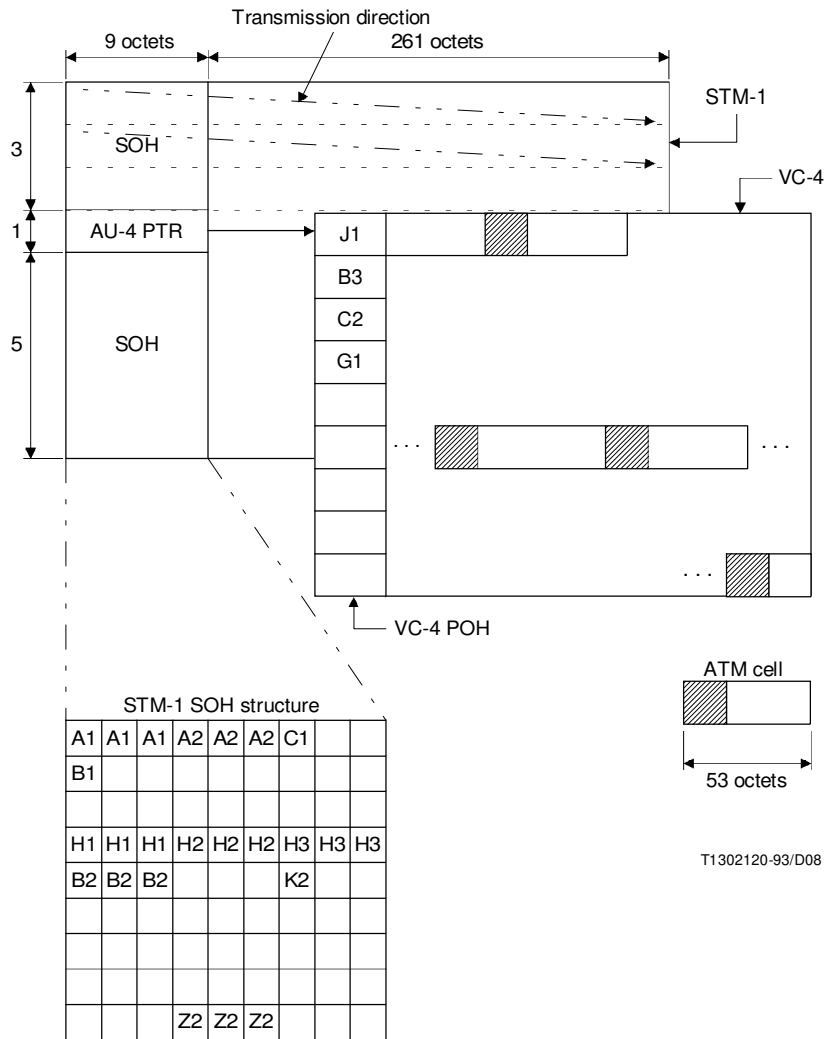 Transmission direction
9 octets
261 octets
STM-1
3
SOH
VC-4
1
AU-4 PTR
J1
B3
C2
5
SOH
G1
. . .
. . .
. . .
VC-4 POH
ATM cell
STM-1 SOH structure
A1 A1 A1 A2 A2 A2 C1
B1
53 octets
H1 H1 H1 H2 H2 H2 H3 H3 H3
T1302120-93/D08
B2 B2 B2 K2
Z2 Z2 Z2